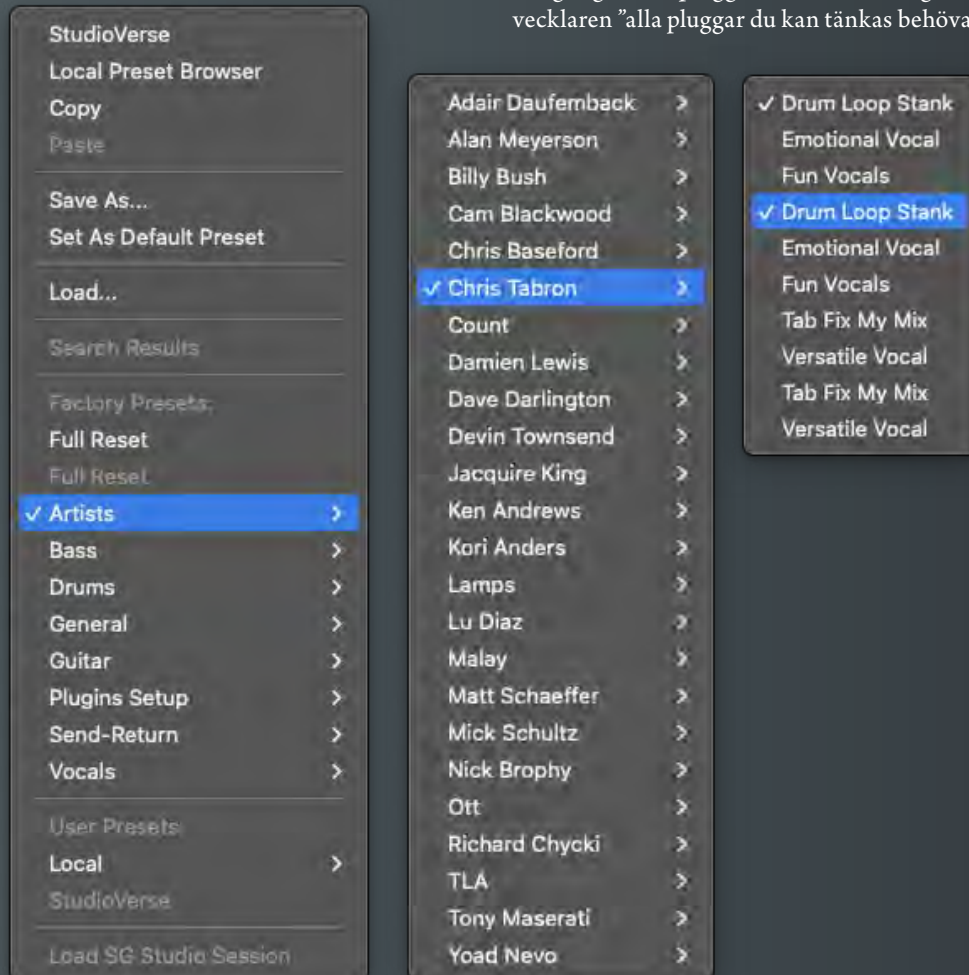 vecklaren ”alla pluggar du kan tänkas behöva
StudioVerse
Local Preset Browser
Copy
Paste
Save As...
Set As Default Preset
Load...
Search Results
Factory Presets:
Full Reset
Full Reset
✓ Artists >
Bass >
Drums >
General >
Guitar >
Plugins Setup >
Send-Return >
Vocals >
User Presets
Local >
StudioVerse
Load SG Studio Session
Adair Daufemback >
Alan Meyerson >
Billy Bush >
Cam Blackwood >
Chris Baseford >
✓ Chris Tabron >
Count >
Damien Lewis >
Dave Darlington >
Devin Townsend >
Jacquire King >
Ken Andrews >
Kori Anders >
Lamps >
Lu Diaz >
Malay >
Matt Schaeffer >
Mick Schultz >
Nick Brophy >
Ott >
Richard Chycki >
TLA >
Tony Maserati >
Yoad Nevo >
✓ Drum Loop Stank
Emotional Vocal
Fun Vocals
✓ Drum Loop Stank
Emotional Vocal
Fun Vocals
Tab Fix My Mix
Versatile Vocal
Tab Fix My Mix
Versatile Vocal